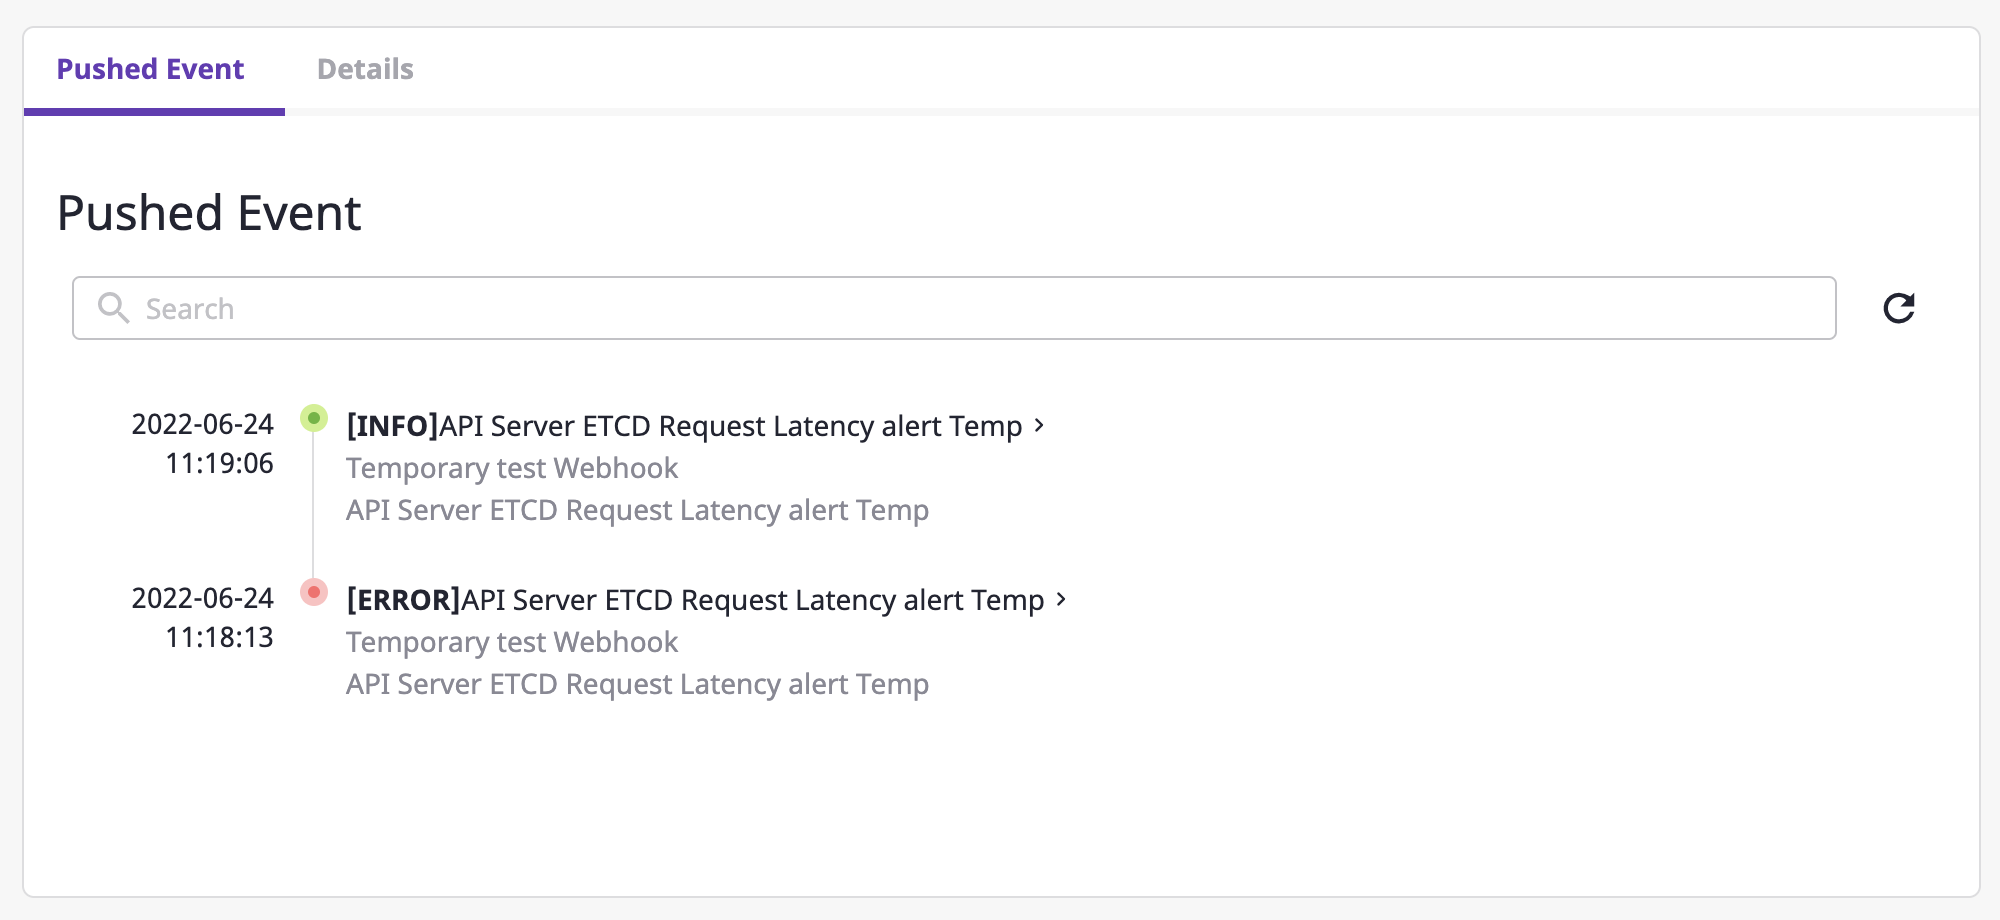 Pushed Event
Details
Pushed Event
Search
2022-06-24
11:19:06
[INFO]API Server ETCD Request Latency alert Temp
Temporary test Webhook
API Server ETCD Request Latency alert Temp
2022-06-24
11:18:13
[ERROR]API Server ETCD Request Latency alert Temp
Temporary test Webhook
API Server ETCD Request Latency alert Temp